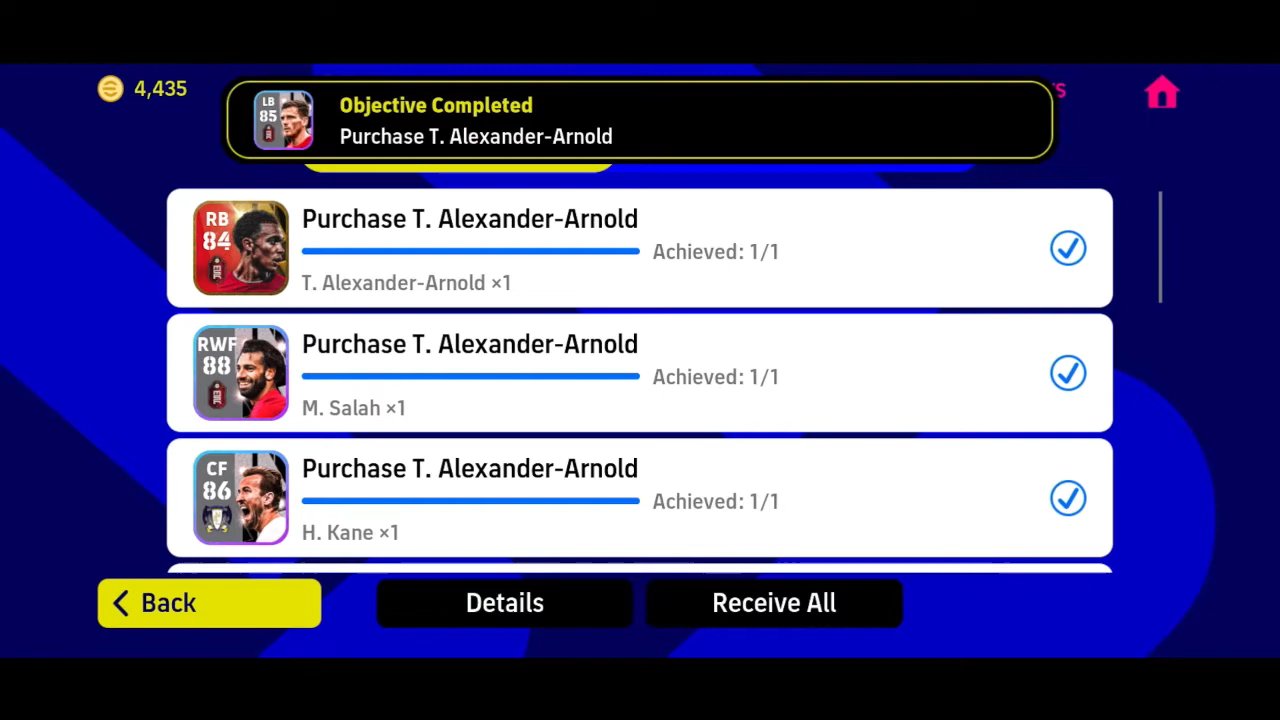 4,435
LB
85
Objective Completed
Purchase T. Alexander-Arnold
RB
84
Purchase T. Alexander-Arnold
Achieved: 1/1
T. Alexander-Arnold ×1
RWF
88
Purchase T. Alexander-Arnold
Achieved: 1/1
M. Salah ×1
CF
86
Purchase T. Alexander-Arnold
Achieved: 1/1
H. Kane ×1
Back
Details
Receive All